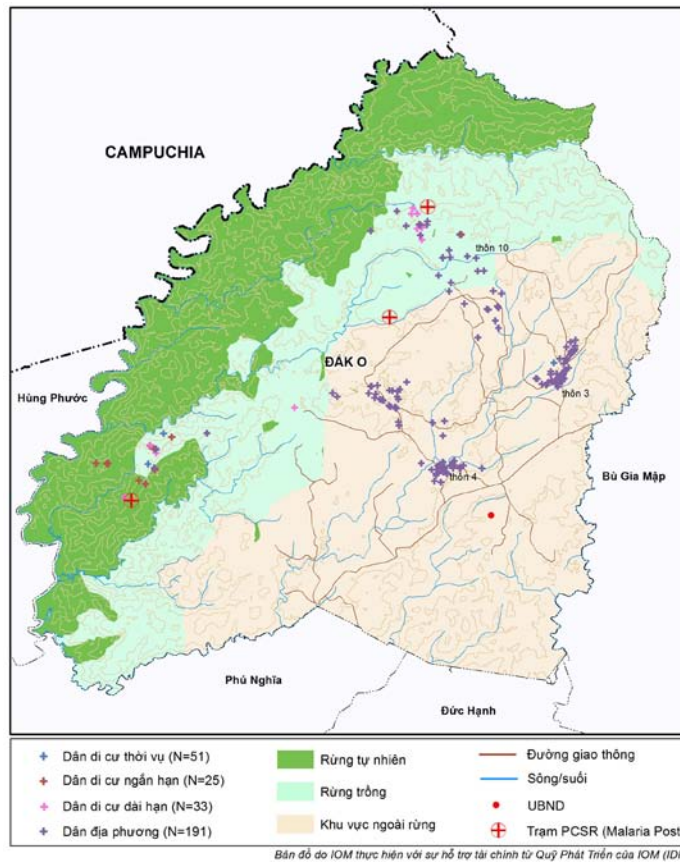 CAMPUCHIA
thôn 10
ĐĂK O
Hùng Phước
thôn 3
Bù Gia Mập
thôn 4
Phú Nghĩa
Đức Hạnh
Dân di cư thời vụ (N=51)
Dân di cư ngắn hạn (N=25)
Dân di cư dài hạn (N=33)
Dân địa phương (N=191)
Rừng tự nhiên
Rừng trồng
Khu vực ngoài rừng
Đường giao thông
Sông/suối
UBND
Trạm PCSR (Malaria Post)
Bản đồ do IOM thực hiện với sự hỗ trợ tài chính từ Quỹ Phát Triển của IOM (IDF